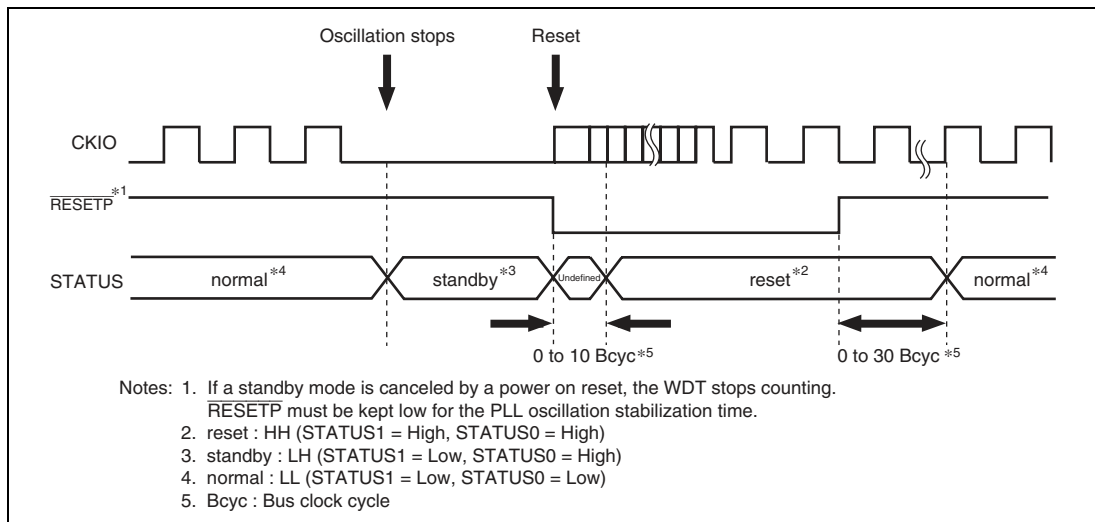 Oscillation stops Reset
CKIO
RESETP*1
STATUS normal*4 standby*3 Undefined reset*2 normal*4
0 to 10 Bcyc*5 0 to 30 Bcyc*5
Notes: 1. If a standby mode is canceled by a power on reset, the WDT stops counting.
RESETP must be kept low for the PLL oscillation stabilization time.
2. reset : HH (STATUS1 = High, STATUS0 = High)
3. standby : LH (STATUS1 = Low, STATUS0 = High)
4. normal : LL (STATUS1 = Low, STATUS0 = Low)
5. Bcyc : Bus clock cycle